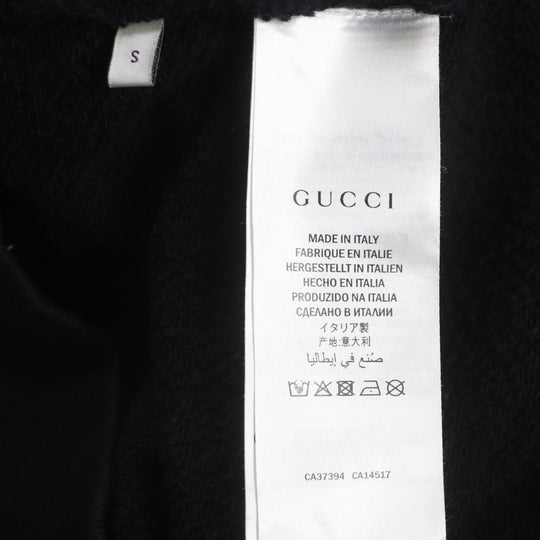 S
GUCCI
MADE IN ITALY
FABRIQUE EN ITALIE
HERGESTELLT IN ITALIEN
HECHO EN ITALIA
PRODUZIDO NA ITALIA
СДЕЛАНО В ИТАЛИИ
イタリア製
产地:意大利
صُنع في إيطاليا
CA37394 CA14517